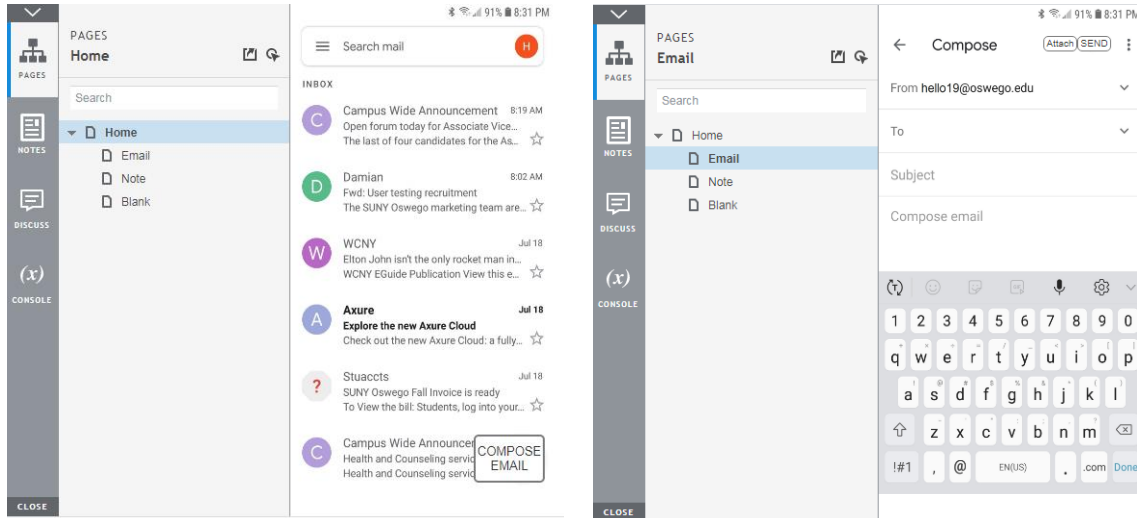 PAGES
Home
Search
Home
Email
Note
Blank
PAGES
NOTES
DISCUSS
(x)
CONSOLE
CLOSE
91% 8:31 PM
Search mail
H
INBOX
C
Campus Wide Announcement 8:19 AM
Open forum today for Associate Vice...
The last of four candidates for the As...
D
Damian 8:02 AM
Fwd: User testing recruitment
The SUNY Oswego marketing team are...
W
WCNY Jul 18
Elton John isn't the only rocket man in...
WCNY EGuide Publication View this e...
A
Axure Jul 18
Explore the new Axure Cloud
Check out the new Axure Cloud: a fully...
?
Stuaccts Jul 18
SUNY Oswego Fall Invoice is ready
To View the bill: Students, log into your...
C
Campus Wide Announcer
Health and Counseling servic
Health and Counseling servic
COMPOSE
EMAIL
PAGES
Email
Search
Home
Email
Note
Blank
PAGES
NOTES
DISCUSS
(x)
CONSOLE
CLOSE
91% 8:31 PM
Compose Attach SEND
From hello19@oswego.edu
To
Subject
Compose email
1 2 3 4 5 6 7 8 9 0
q w e r t y u i o p
a s d f g h j k l
z x c v b n m
!#1 , @ EN(US) . .com Done